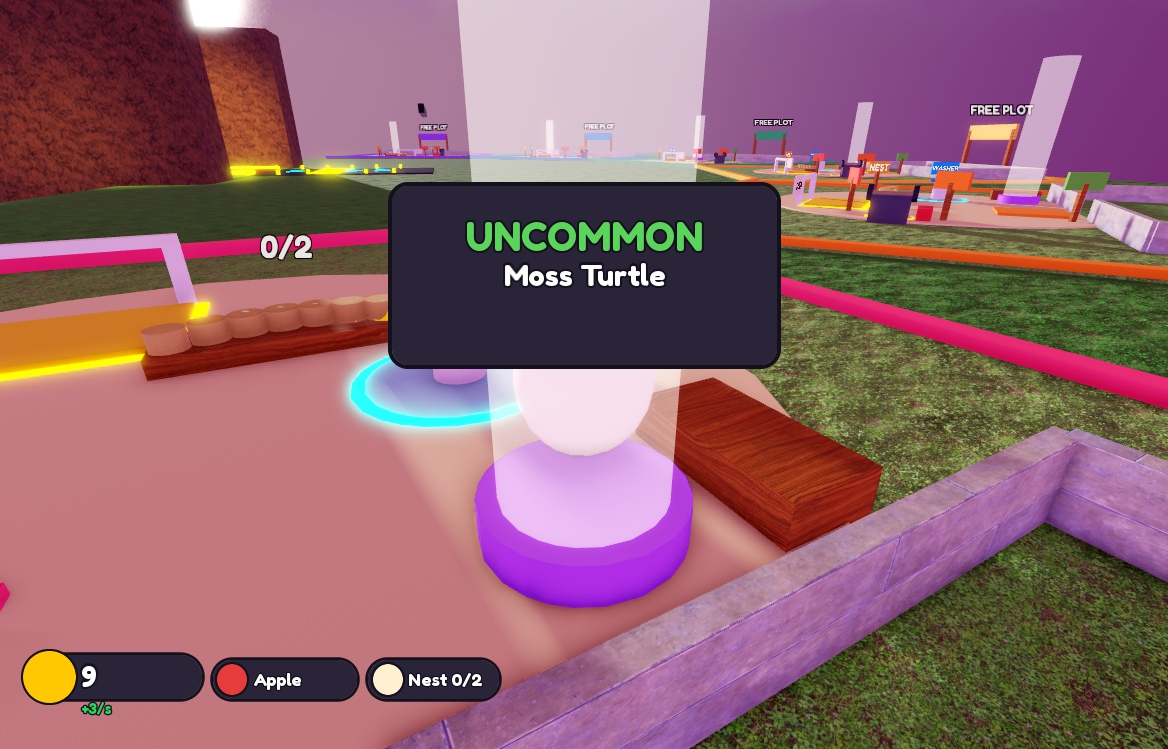 FREE PLOT
FREE PLOT
FREE PLOT
FREE PLOT
NEST
WASHER
0/2
UNCOMMON
Moss Turtle
9
+3/s
Apple
Nest 0/2